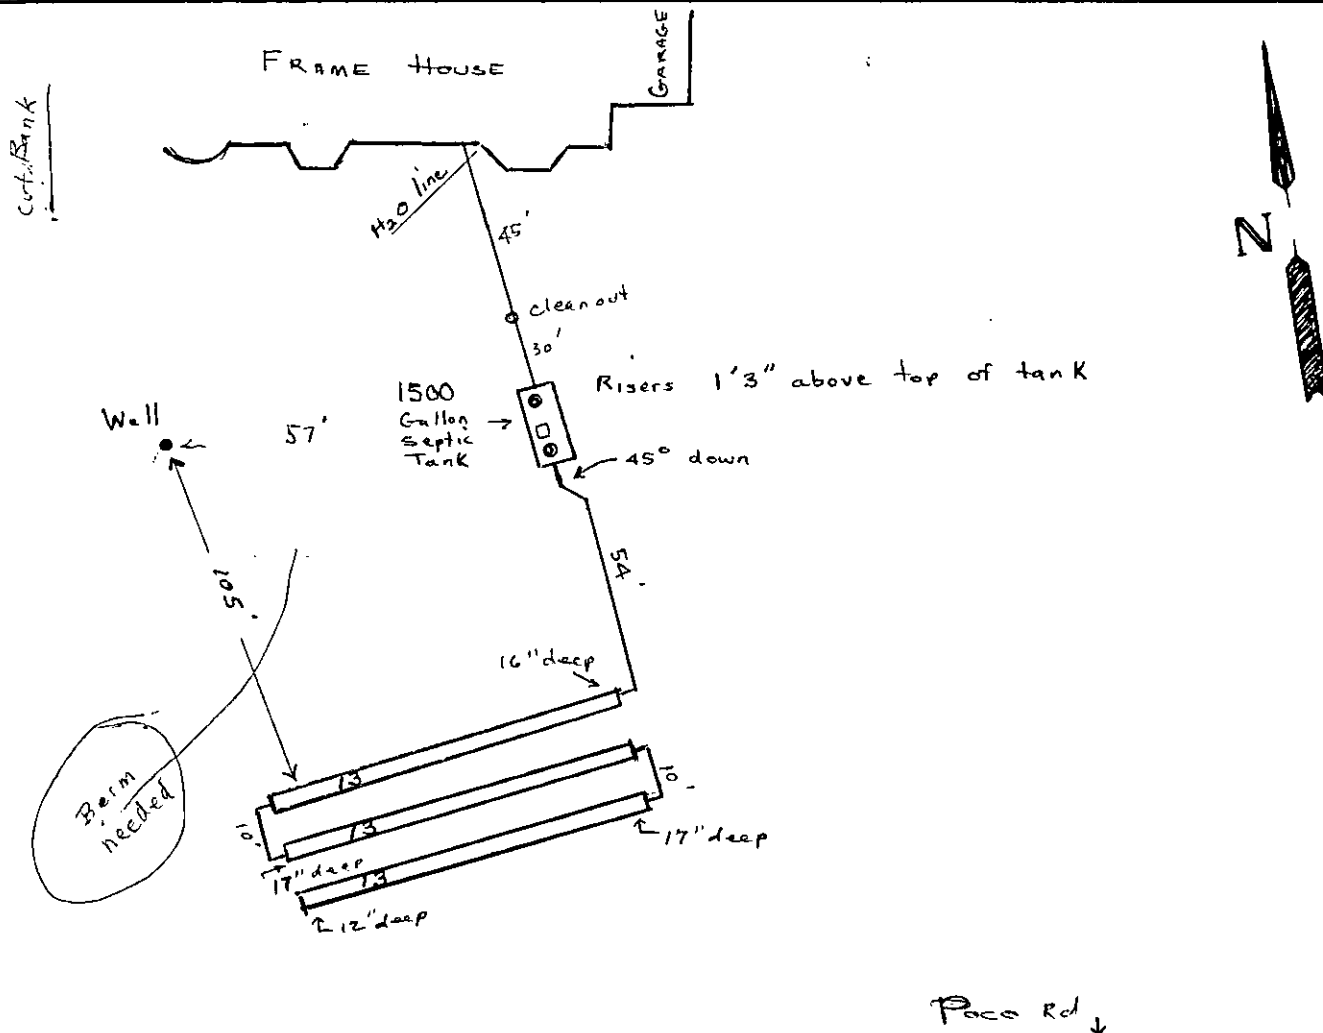 FRAME HOUSE
GARAGE
Cut Bank
H2O line
45'
cleanout
30'
Risers 1'3" above top of tank
1500
Gallon
Septic
Tank
Well
57'
45° down
N
105'
54'
16" deep
Berm
needed
73
73
73
10'
10'
17" deep
17" deep
12" deep
Poco Rd